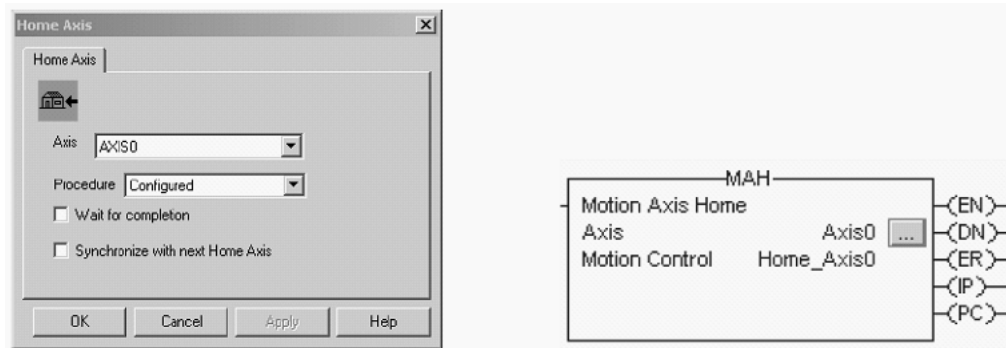 Home Axis
Home Axis
Axis AXIS0
Procedure Configured
Wait for completion
Synchronize with next Home Axis
OK Cancel Apply Help
MAH
Motion Axis Home
Axis Axis0 ...
Motion Control Home_Axis0
(EN)
(DN)
(ER)
(IP)
(PC)